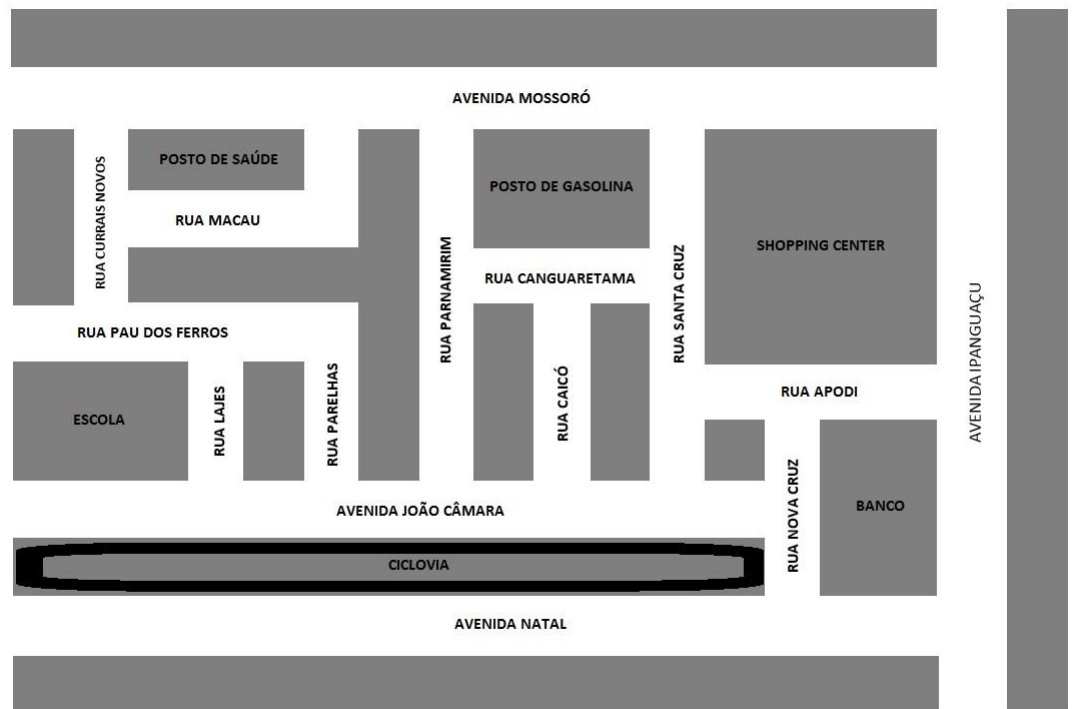 AVENIDA MOSSORÓ
RUA CURRAIS NOVOS
POSTO DE SAÚDE
RUA MACAU
POSTO DE GASOLINA
SHOPPING CENTER
RUA PARNAMIRIM
RUA CANGUARETAMA
RUA SANTA CRUZ
AVENIDA IPANGUAÇU
RUA PAU DOS FERROS
ESCOLA
RUA LAJES
RUA PARELHAS
RUA CAICÓ
RUA APODI
RUA NOVA CRUZ
BANCO
AVENIDA JOÃO CÂMARA
CICLOVIA
AVENIDA NATAL